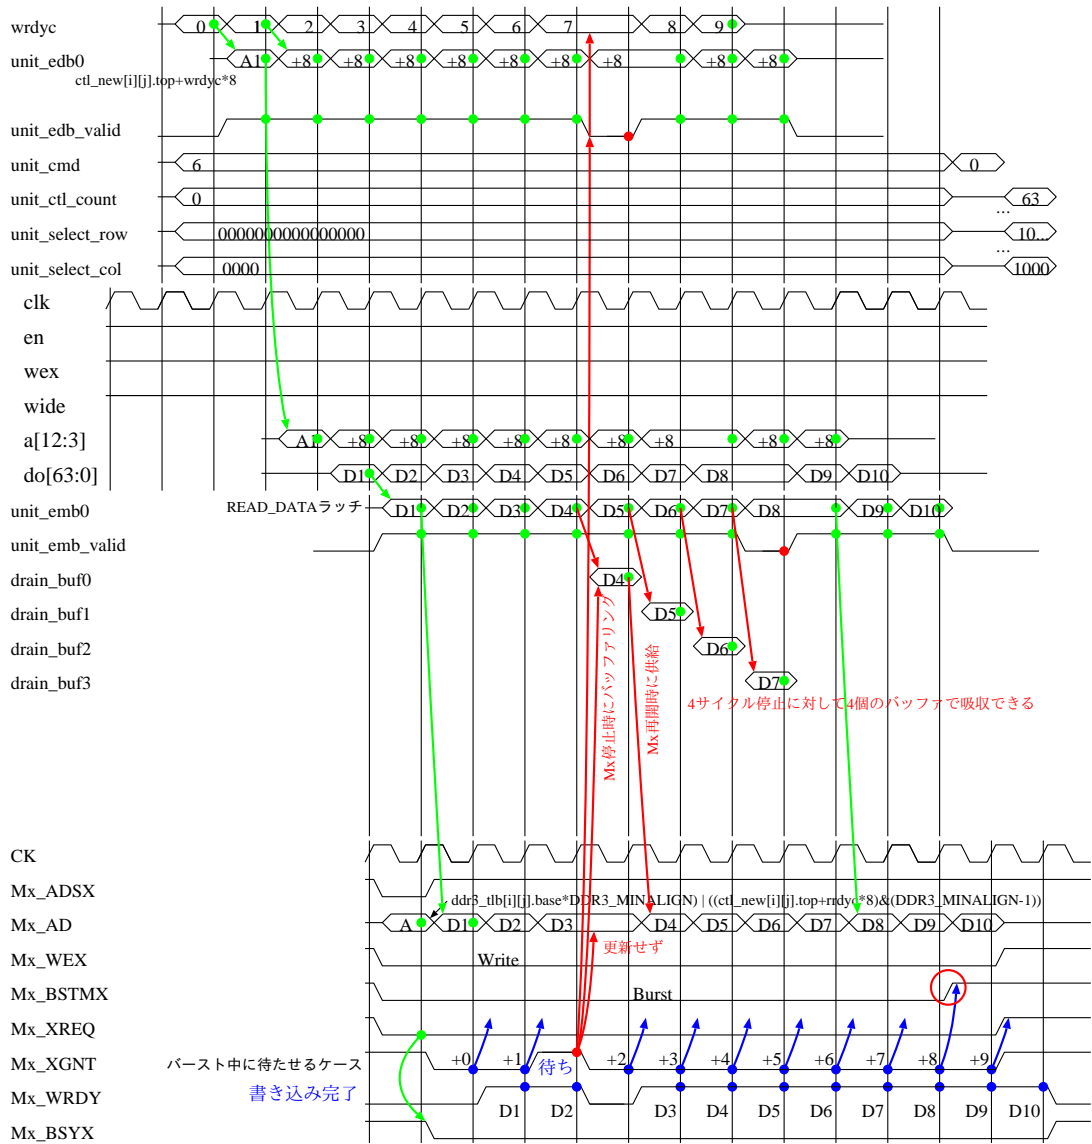 wrdyc 0 1 2 3 4 5 6 7 8 9
unit_edb0 A1 +8 +8 +8 +8 +8 +8 +8 +8 +8
ctl_new[i][j].top+wrdyc*8
unit_edb_valid
unit_cmd 6 0
unit_ctl_count 0 ... 63
unit_select_row 0000000000000000 ... 10...
unit_select_col 0000 1000
clk
en
wex
wide
a[12:3] A1 +8 +8 +8 +8 +8 +8 +8 +8 +8
do[63:0] D1 D2 D3 D4 D5 D6 D7 D8 D9 D10
unit_emb0 READ_DATAラッチ D1 D2 D3 D4 D5 D6 D7 D8 D9 D10
unit_emb_valid
drain_buf0 D4
drain_buf1 D5
drain_buf2 D6
drain_buf3 D7
Mx停止時にバッファリング
Mx再開時に供給
4サイクル停止に対して4個のバッファで吸収できる
CK
Mx_ADSX
ddr3_tlb[i][j].base*DDR3_MINALIGN) | ((ctl_new[i][j].top+rrdyc*8)&(DDR3_MINALIGN-1))
Mx_AD A D1 D2 D3 D4 D5 D6 D7 D8 D9 D10
更新せず
Mx_WEX Write
Mx_BSTMX Burst
Mx_XREQ
Mx_XGNT バースト中に待たせるケース +0 +1 待ち +2 +3 +4 +5 +6 +7 +8 +9
書き込み完了
Mx_WRDY D1 D2 D3 D4 D5 D6 D7 D8 D9 D10
Mx_BSYX